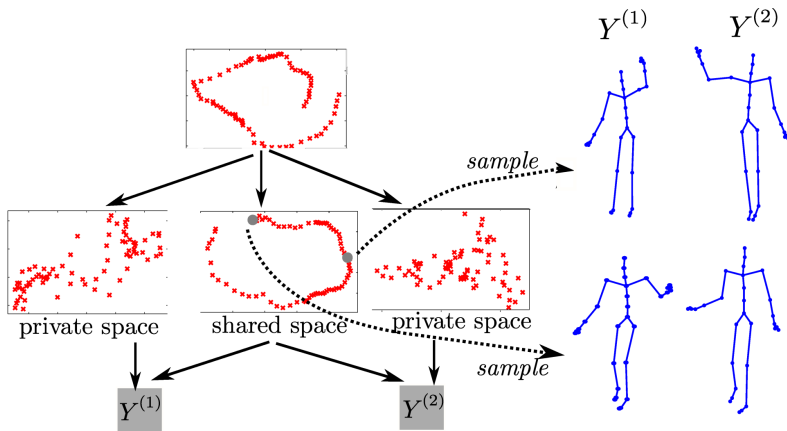 Y^{(1)} Y^{(2)}
sample
private space shared space private space
sample
Y^{(1)} Y^{(2)}